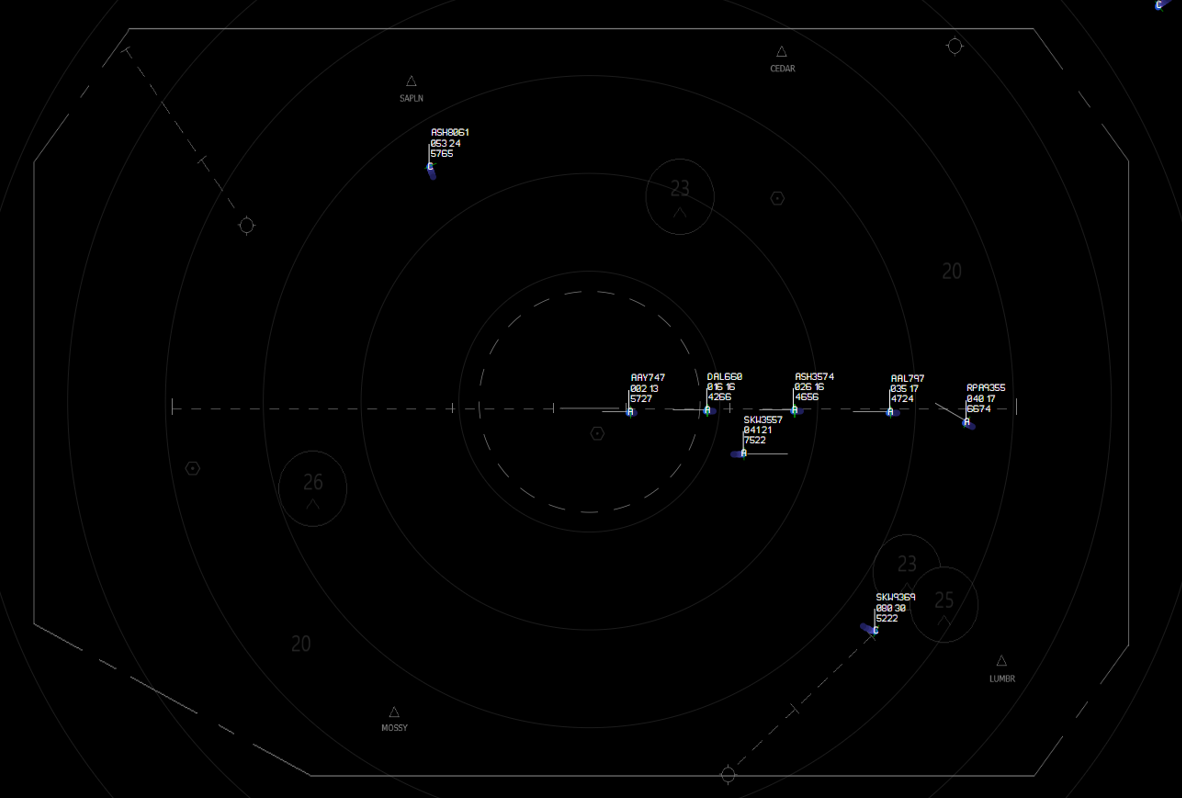 C
CEDAR
SAPLN
ASH8061
053 24
5765
C
23
20
AAY747
002 13
5727
A
DAL660
016 16
4266
A
ASH3574
026 16
4656
A
AAL797
035 17
4724
A
RPA9355
040 17
6674
A
SKW3557
041 21
7522
A
26
23
25
SKW9369
080 30
5222
C
20
LUMBR
MOSSY